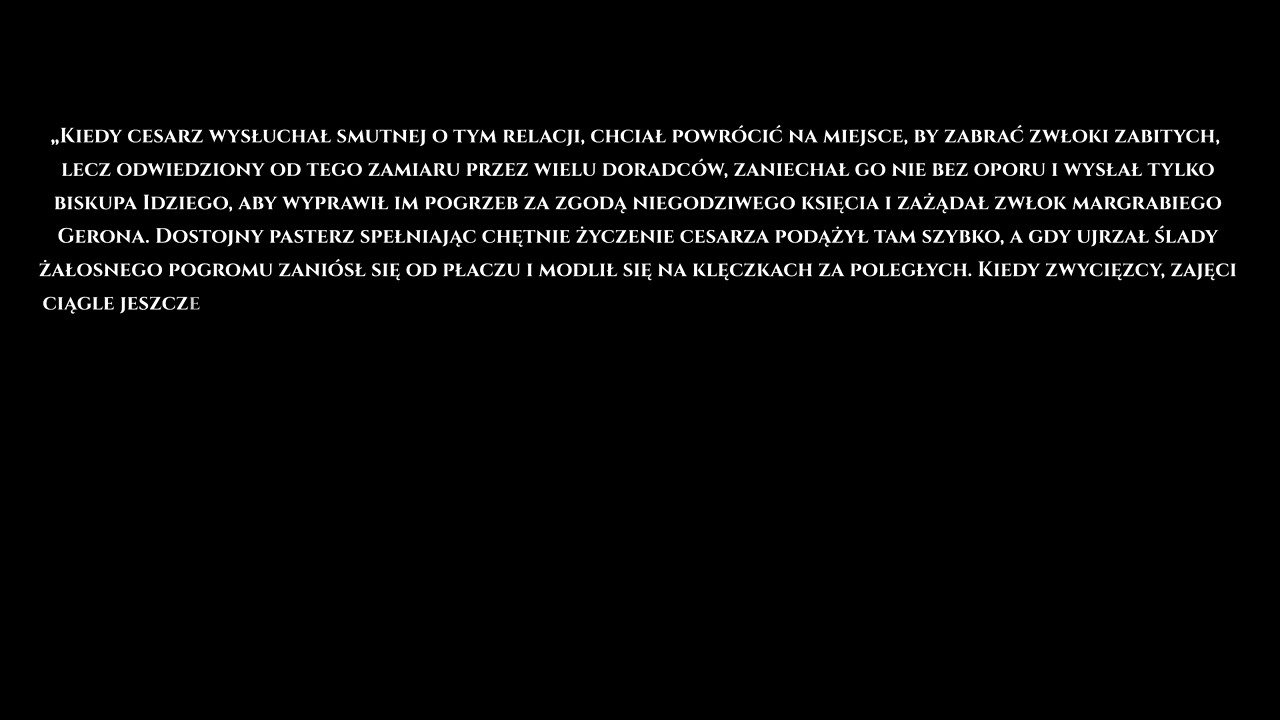 „Kiedy cesarz wysłuchał smutnej o tym relacji, chciał powrócić na miejsce, by zabrać zwłoki zabitych,
lecz odwiedziony od tego zamiaru przez wielu doradców, zaniechał go nie bez oporu i wysłał tylko
biskupa Idziego, aby wyprawił im pogrzeb za zgodą niegodziwego księcia i zażądał zwłok margrabiego
Gerona. Dostojny pasterz spełniając chętnie życzenie cesarza podążył tam szybko, a gdy ujrzał ślady
żałosnego pogromu zaniósł się od płaczu i modlił się na klęczkach za poległych. Kiedy zwycięzcy, zajęci
ciągle jeszcze